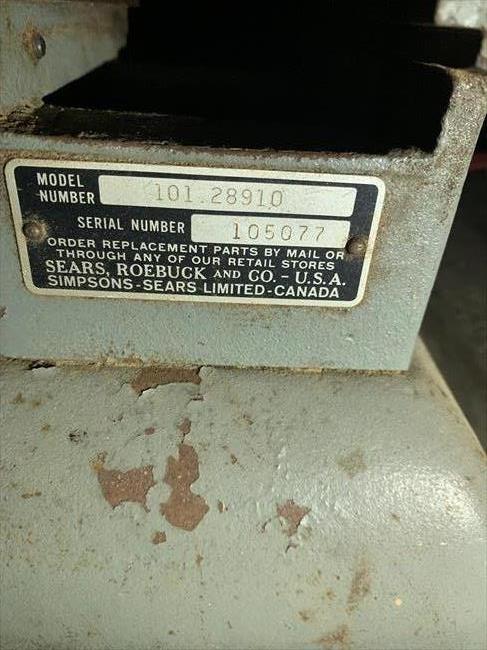 MODEL
NUMBER 101.28910
SERIAL NUMBER 105077
ORDER REPLACEMENT PARTS BY MAIL OR
THROUGH ANY OF OUR RETAIL STORES
SEARS, ROEBUCK AND CO. - U.S.A.
SIMPSONS-SEARS LIMITED-CANADA